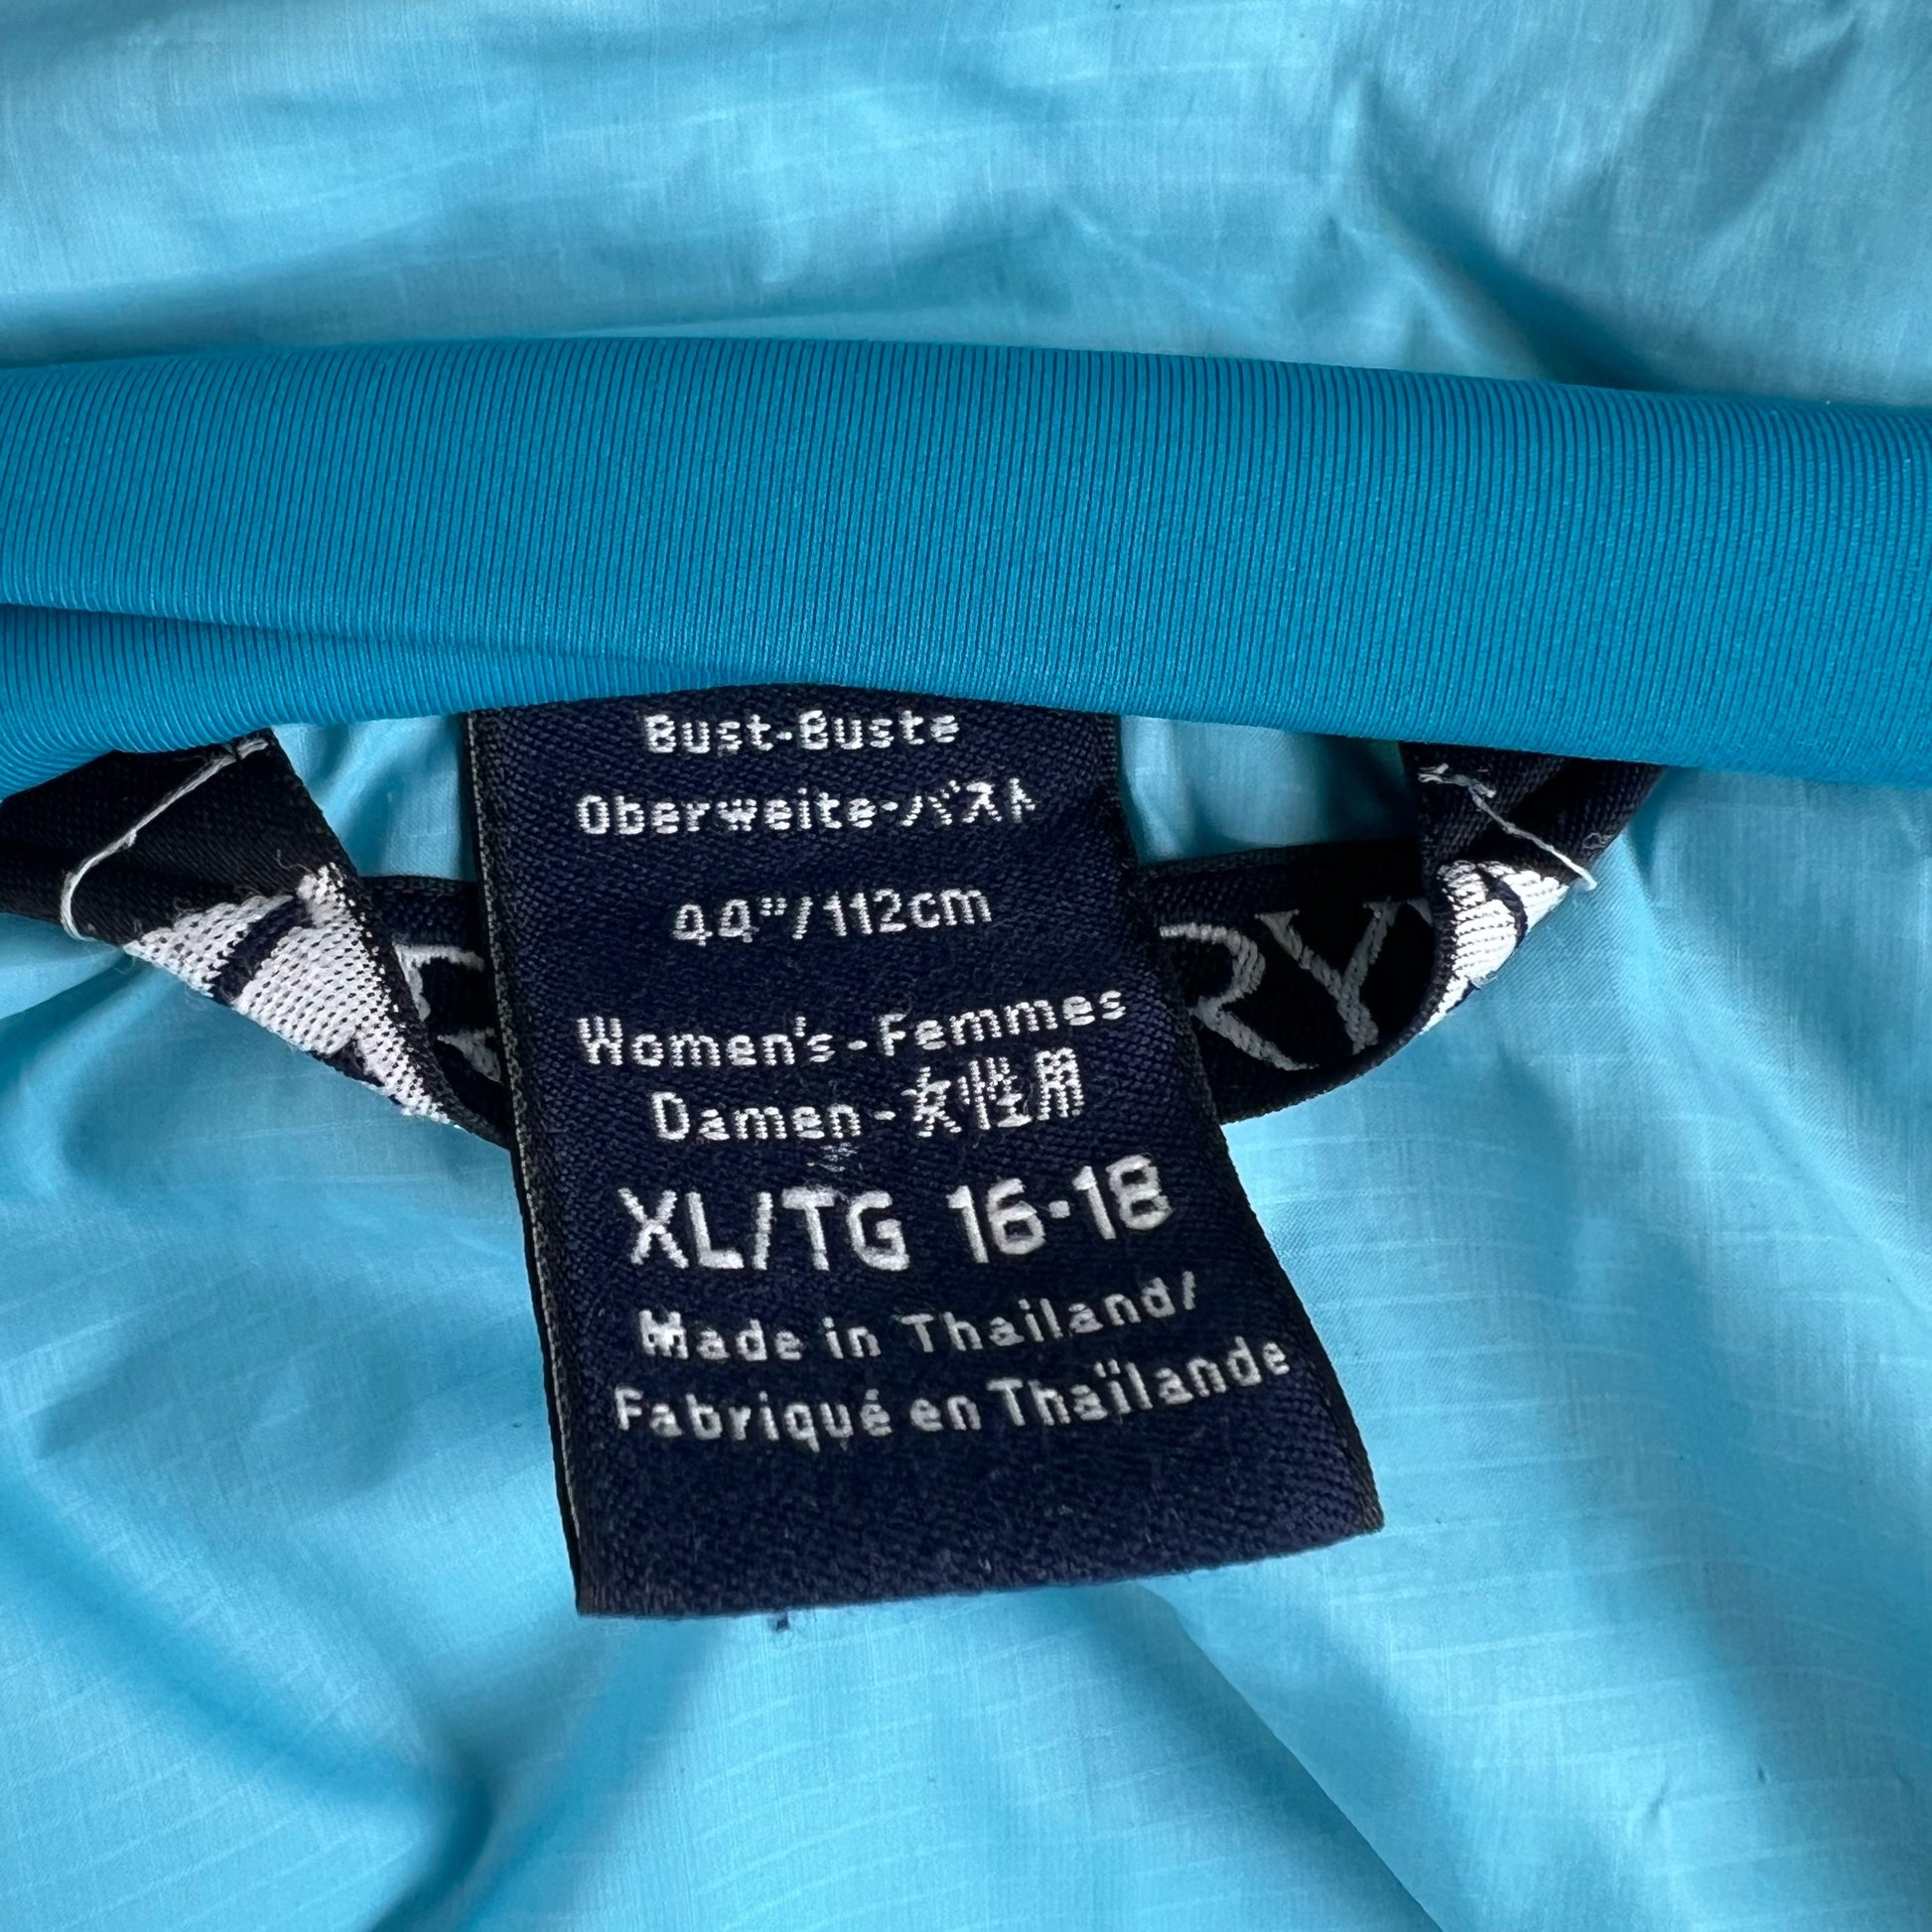 Bust-Buste
Oberweite-バスト
44"/112cm
Women's-Femmes
Damen-女性用
XL/TG 16-18
Made in Thailand/
Fabriqué en Thaïlande
RY